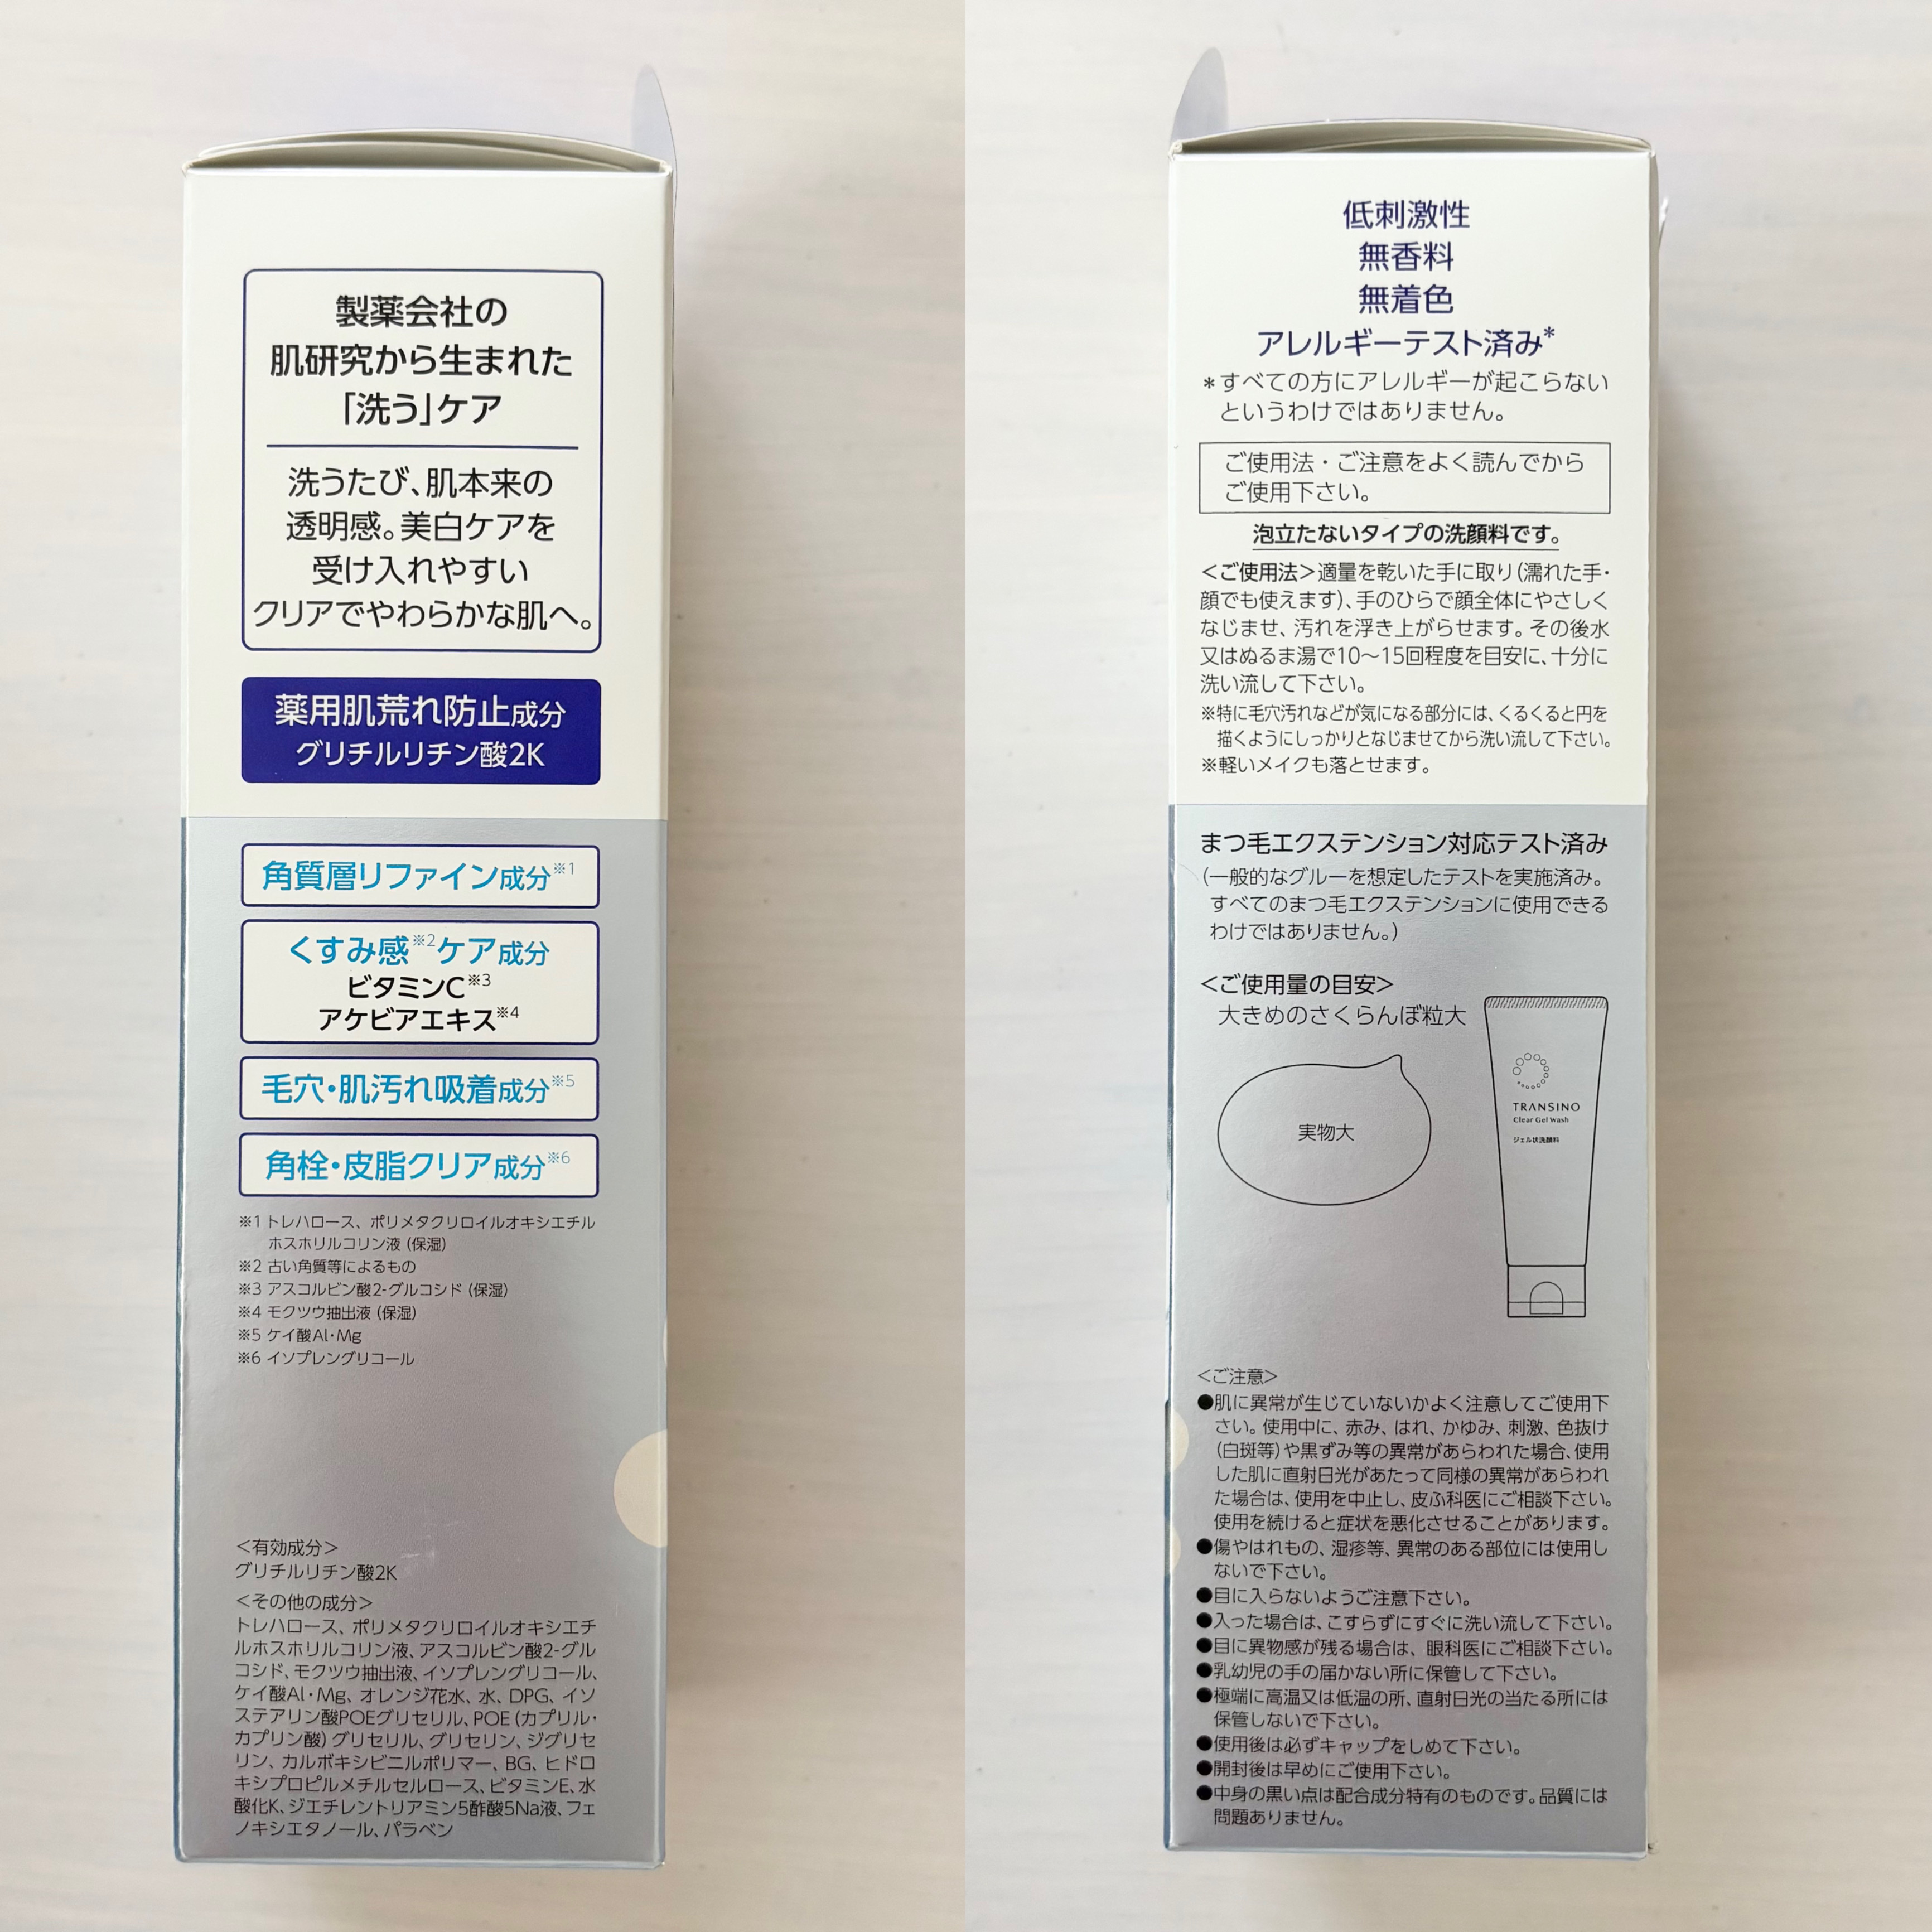 製薬会社の
肌研究から生まれた
「洗う」ケア
洗うたび、肌本来の
透明感。美白ケアを
受け入れやすい
クリアでやわらかな肌へ。
薬用肌荒れ防止成分
グリチルリチン酸2K
角質層リファイン成分※1
くすみ感※2ケア成分
ビタミンC※3
アケビアエキス※4
毛穴・肌汚れ吸着成分※5
角栓・皮脂クリア成分※6
※1 トレハロース、ポリメタクリロイルオキシエチル
ホスホリルコリン液（保湿）
※2 古い角質等によるもの
※3 アスコルビン酸2-グルコシド（保湿）
※4 モクツウ抽出液（保湿）
※5 ケイ酸Al・Mg
※6 イソプレングリコール
＜有効成分＞
グリチルリチン酸2K
＜その他の成分＞
トレハロース、ポリメタクリロイルオキシエチ
ルホスホリルコリン液、アスコルビン酸2-グル
コシド、モクツウ抽出液、イソプレングリコール、
ケイ酸Al・Mg、オレンジ花水、水、DPG、イソ
ステアリン酸POEグリセリル、POE（カプリル・
カプリン酸）グリセリル、グリセリン、ジグリセ
リン、カルボキシビニルポリマー、BG、ヒドロ
キシプロピルメチルセルロース、ビタミンE、水
酸化K、ジエチレントリアミン5酢酸5Na液、フェ
ノキシエタノール、パラベン
低刺激性
無香料
無着色
アレルギーテスト済み*
*すべての方にアレルギーが起こらない
というわけではありません。
ご使用法・ご注意をよく読んでから
ご使用下さい。
泡立たないタイプの洗顔料です。
＜ご使用法＞適量を乾いた手に取り（濡れた手・
顔でも使えます）、手のひらで顔全体にやさしく
なじませ、汚れを浮き上がらせます。その後水
又はぬるま湯で10～15回程度を目安に、十分に
洗い流して下さい。
※特に毛穴汚れなどが気になる部分には、くるくると円を
描くようにしっかりとなじませてから洗い流して下さい。
※軽いメイクも落とせます。
まつ毛エクステンション対応テスト済み
（一般的なグルーを想定したテストを実施済み。
すべてのまつ毛エクステンションに使用できる
わけではありません。）
＜ご使用量の目安＞
大きめのさくらんぼ粒大
実物大
TRANSINO
Clear Gel Wash
ジェル状洗顔料
＜ご注意＞
●肌に異常が生じていないかよく注意してご使用下
さい。使用中に、赤み、はれ、かゆみ、刺激、色抜け
（白斑等）や黒ずみ等の異常があらわれた場合、使用
した肌に直射日光があたって同様の異常があらわれ
た場合は、使用を中止し、皮ふ科医にご相談下さい。
使用を続けると症状を悪化させることがあります。
●傷やはれもの、湿疹等、異常のある部位には使用し
ないで下さい。
●目に入らないようご注意下さい。
●入った場合は、こすらずにすぐに洗い流して下さい。
●目に異物感が残る場合は、眼科医にご相談下さい。
●乳幼児の手の届かない所に保管して下さい。
●極端に高温又は低温の所、直射日光の当たる所には
保管しないで下さい。
●使用後は必ずキャップをしめて下さい。
●開封後は早めにご使用下さい。
●中身の黒い点は配合成分特有のものです。品質には
問題ありません。